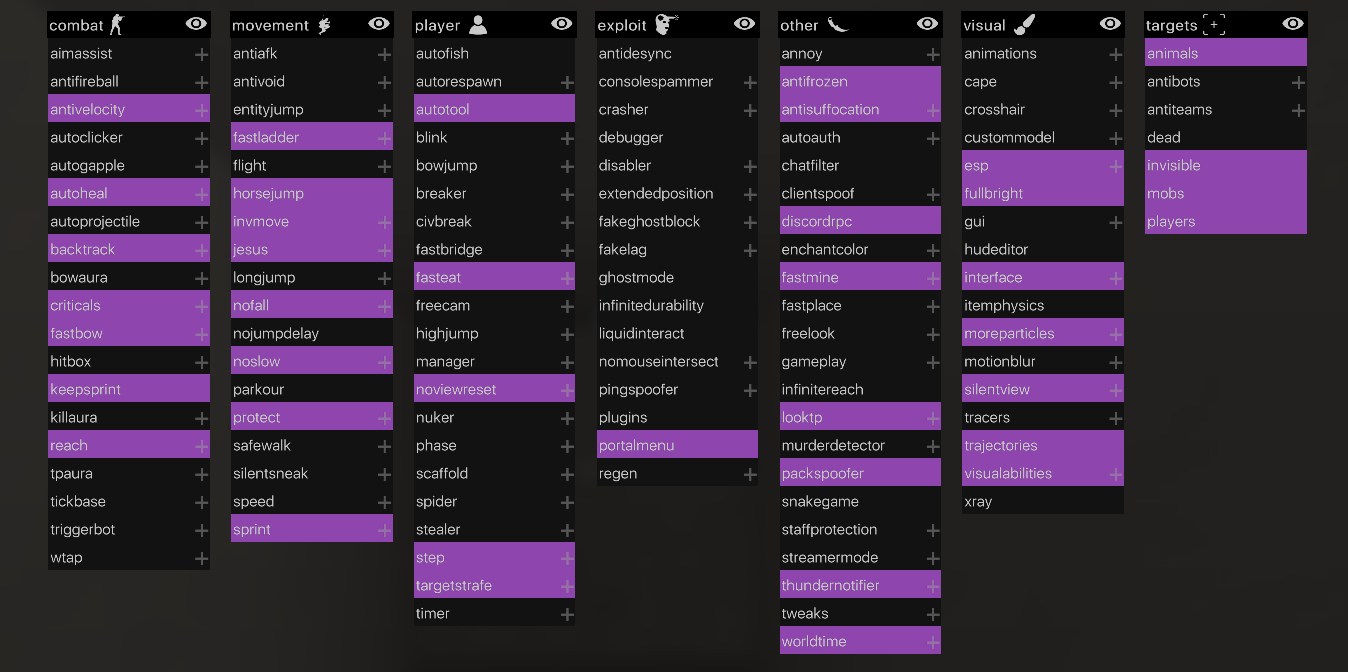 combat
aimassist
antifireball
antivelocity
autoclicker
autogapple
autoheal
autoprojectile
backtrack
bowaura
criticals
fastbow
hitbox
keepsprint
killaura
reach
tpaura
tickbase
triggerbot
wtap
movement
antiafk
antivoid
entityjump
fastladder
flight
horsejump
invmove
jesus
longjump
nofall
nojumpdelay
noslow
parkour
protect
safewalk
silentsneak
speed
sprint
player
autofish
autorespawn
autotool
blink
bowjump
breaker
civbreak
fastbridge
fasteat
freecam
highjump
manager
noviewreset
nuker
phase
scaffold
spider
stealer
step
targetstrafe
timer
exploit
antidesync
consolespammer
crasher
debugger
disabler
extendedposition
fakeghostblock
fakelag
ghostmode
infinitedurability
liquidinteract
nomouseintersect
pingspoofer
plugins
portalmenu
regen
other
annoy
antifrozen
antisuffocation
autoauth
chatfilter
clientspoof
discordrpc
enchantcolor
fastmine
fastplace
freelook
gameplay
infinitereach
looktp
murderdetector
packspoofer
snakegame
staffprotection
streamermode
thundernotifier
tweaks
worldtime
visual
animations
cape
crosshair
custommodel
esp
fullbright
gui
hudeditor
interface
itemphysics
moreparticles
motionblur
silentview
tracers
trajectories
visualabilities
xray
targets
animals
antibots
antiteams
dead
invisible
mobs
players